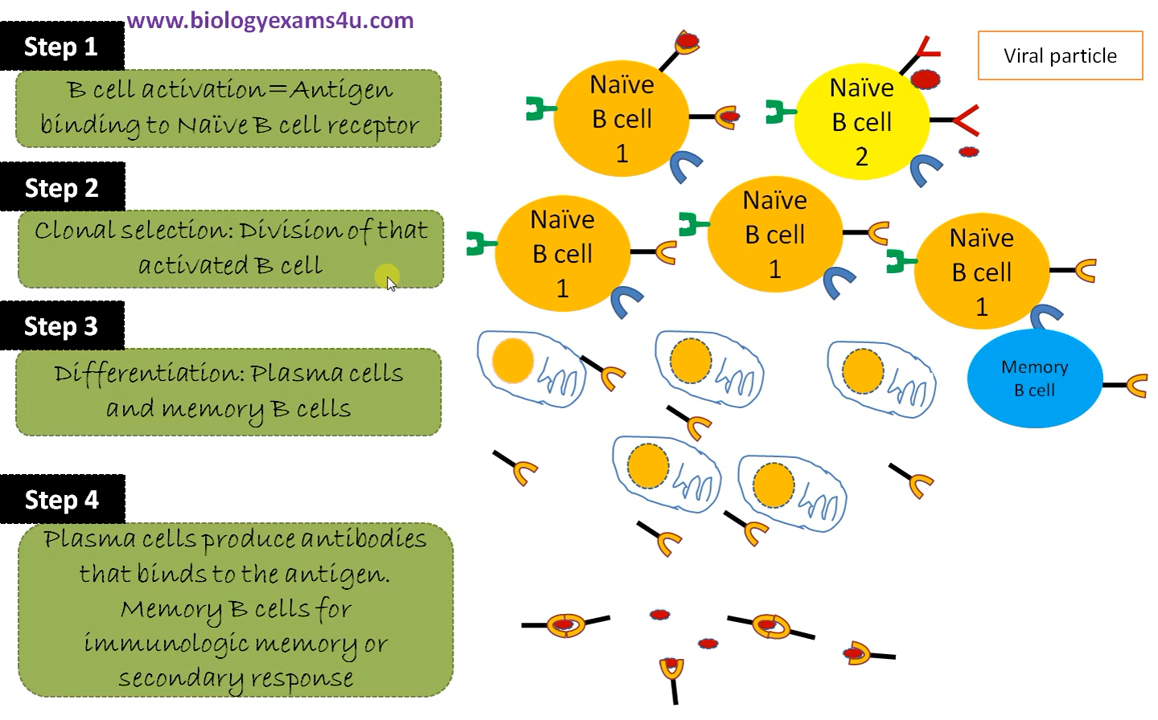 www.biologyexams4u.com
Step 1
B cell activation=Antigen
binding to Naïve B cell receptor
Step 2
Clonal selection: Division of that
activated B cell
Step 3
Differentiation: Plasma cells
and memory B cells
Step 4
Plasma cells produce antibodies
that binds to the antigen.
Memory B cells for
immunologic memory or
secondary response
Naïve
B cell
1
Naïve
B cell
2
Viral particle
Naïve
B cell
1
Naïve
B cell
1
Naïve
B cell
1
Memory
B cell